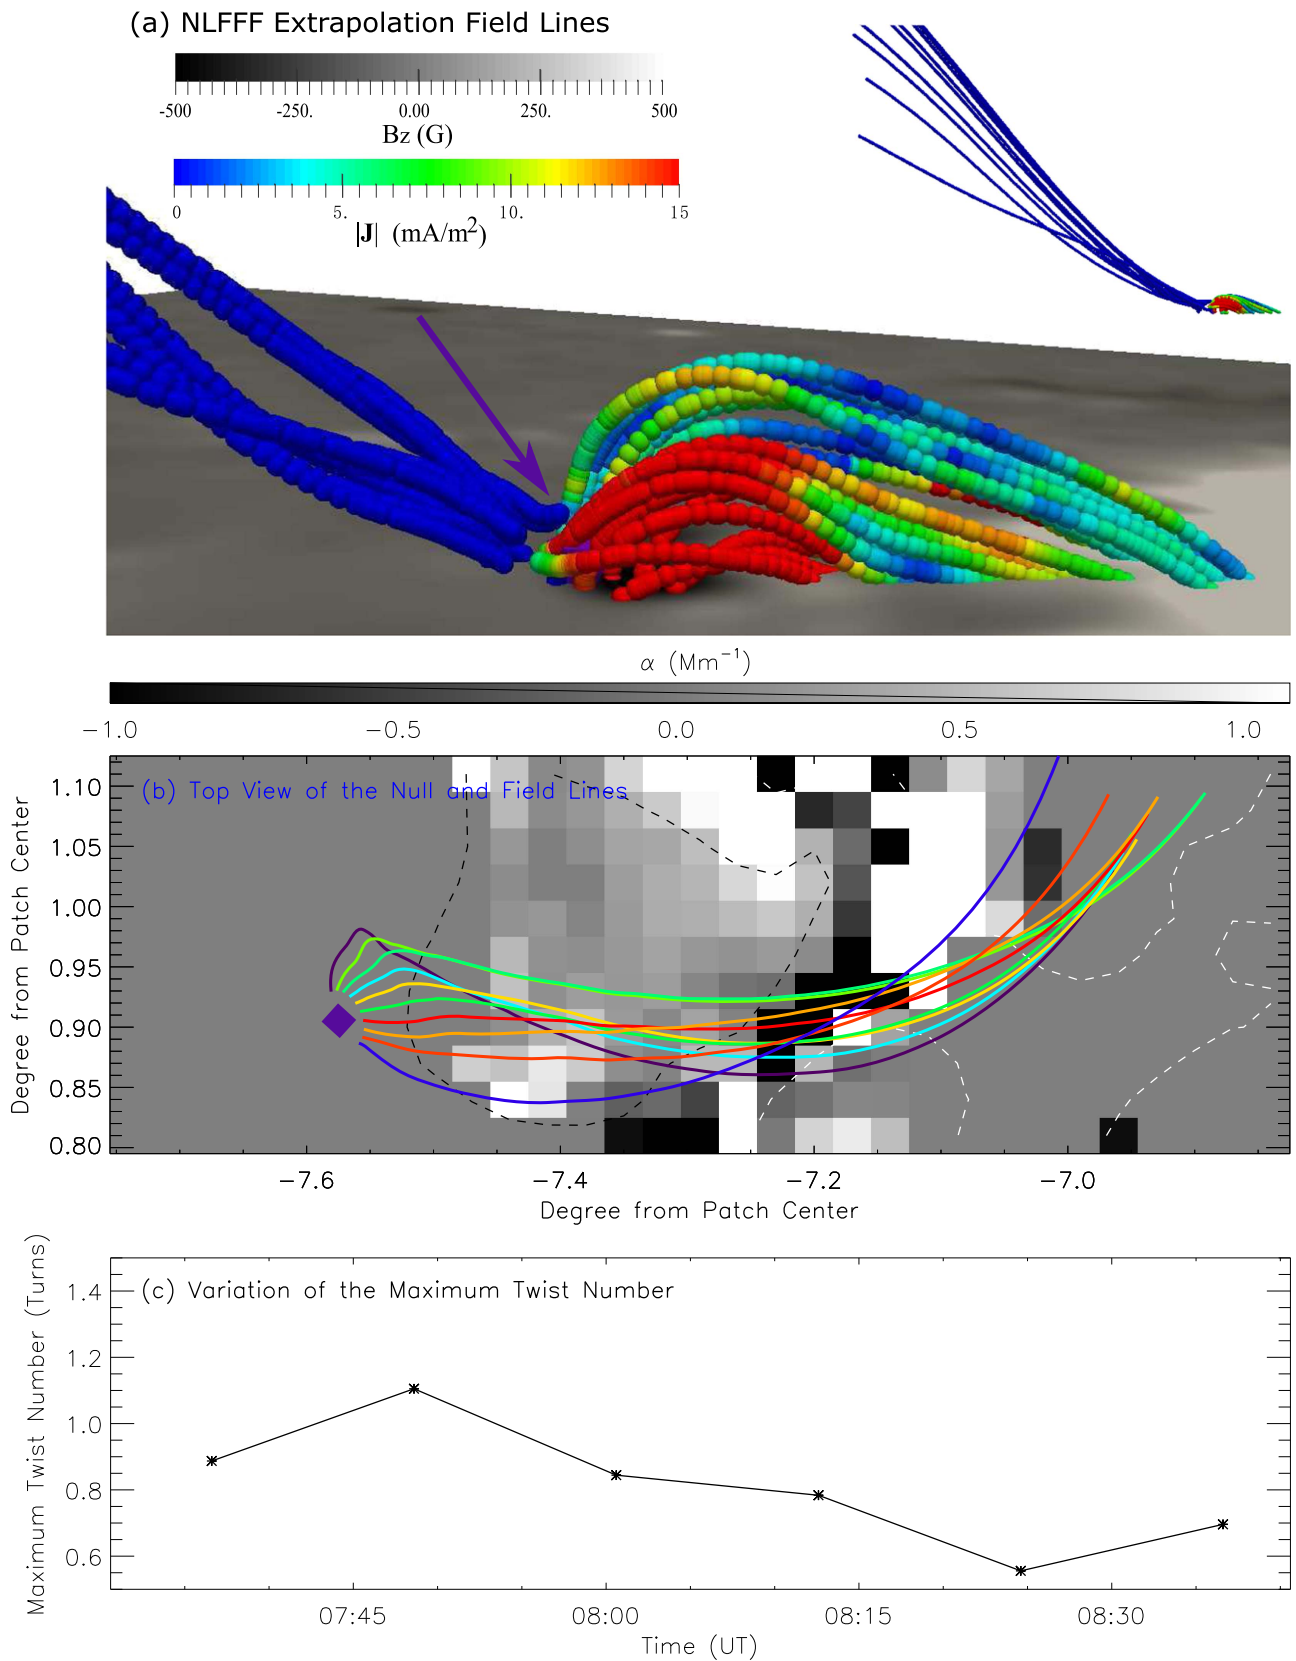 (a) NLFFF Extrapolation Field Lines
-500 -250. 0.00 250. 500
Bz (G)
0 5. 10. 15
|J| (mA/m²)
α (Mm⁻¹)
−1.0 −0.5 0.0 0.5 1.0
(b) Top View of the Null and Field Lines
Degree from Patch Center
1.10
1.05
1.00
0.95
0.90
0.85
0.80
−7.6 −7.4 −7.2 −7.0
Degree from Patch Center
(c) Variation of the Maximum Twist Number
Maximum Twist Number (Turns)
1.4
1.2
1.0
0.8
0.6
07:45 08:00 08:15 08:30
Time (UT)